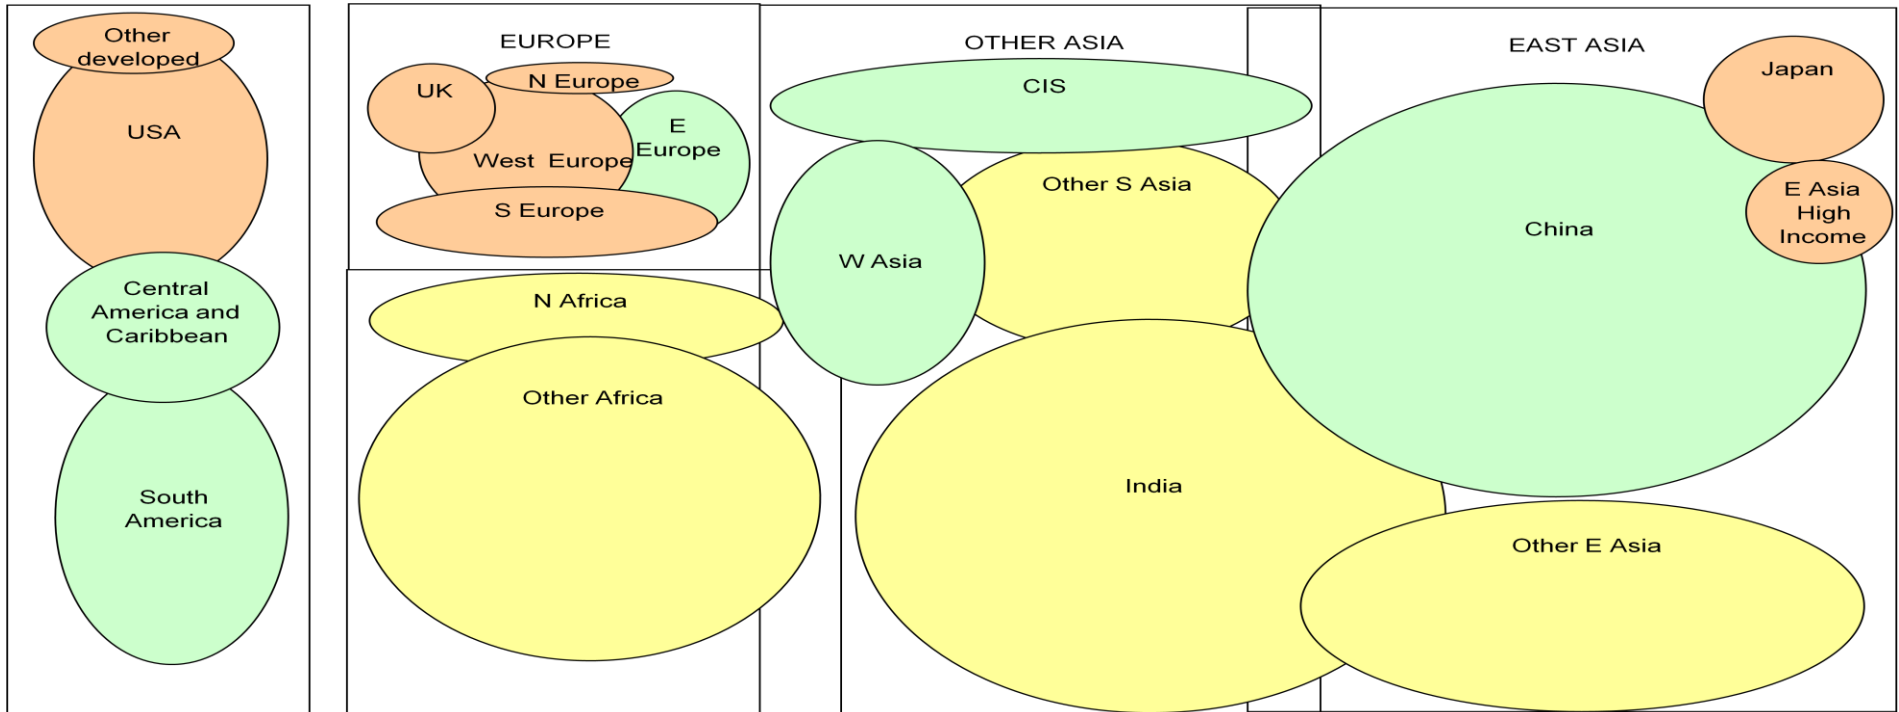 Other
developed
USA
Central
America and
Caribbean
South
America
EUROPE
UK
N Europe
E
Europe
West Europe
S Europe
N Africa
Other Africa
OTHER ASIA
CIS
Other S Asia
W Asia
India
EAST ASIA
Japan
E Asia
High
Income
China
Other E Asia